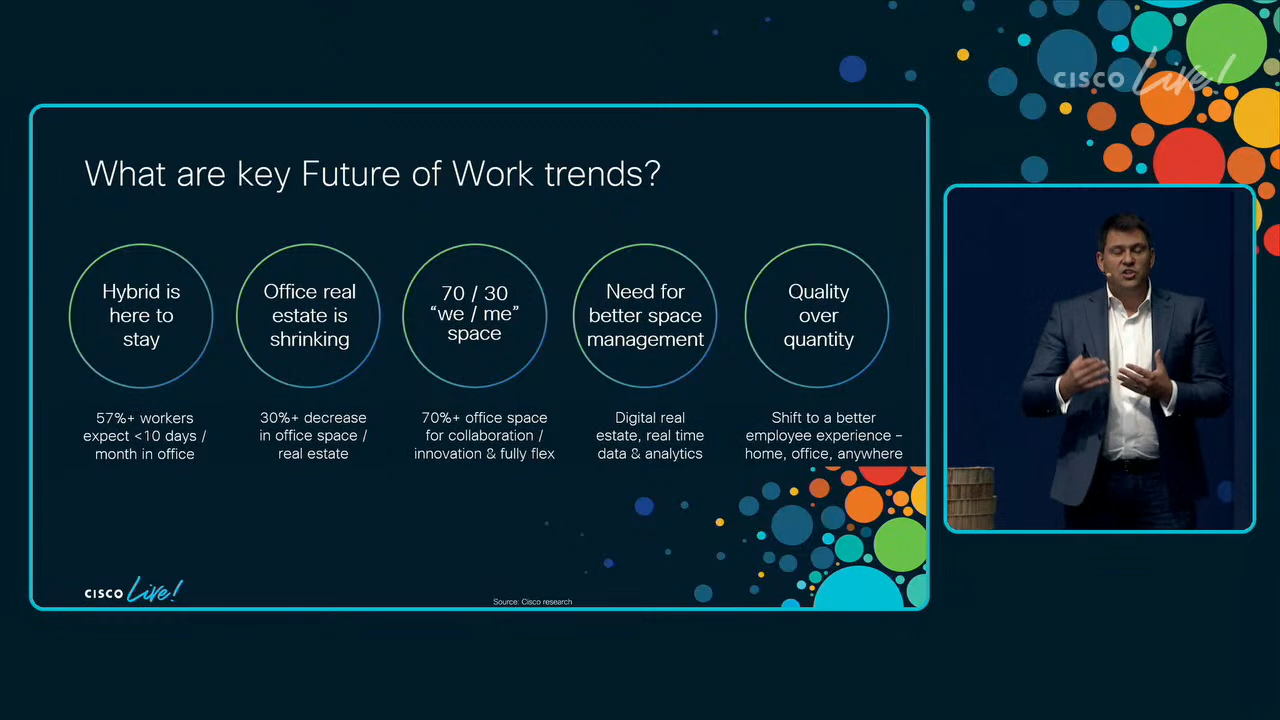 CISCO Live!
What are key Future of Work trends?
Hybrid is
here to
stay
Office real
estate is
shrinking
70 / 30
“we / me”
space
Need for
better space
management
Quality
over
quantity
57%+ workers
expect <10 days /
month in office
30%+ decrease
in office space /
real estate
70%+ office space
for collaboration /
innovation & fully flex
Digital real
estate, real time
data & analytics
Shift to a better
employee experience –
home, office, anywhere
CISCO Live!
Source: Cisco research